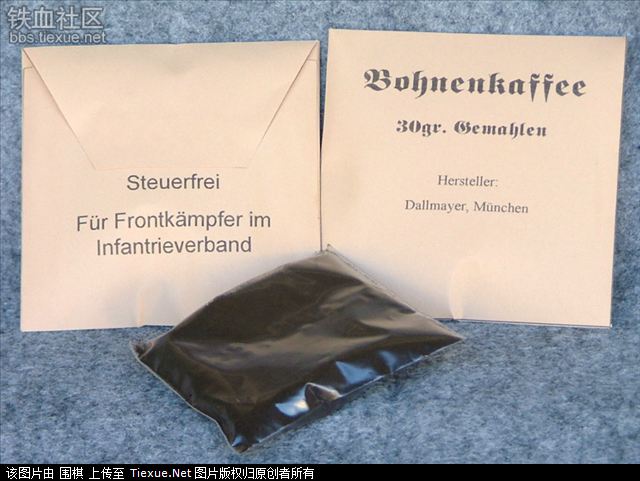 铁血社区
bbs.tiexue.net
Steuerfrei
Für Frontkämpfer im
Infantrieverband
Bohnenkaffee
30gr. Gemahlen
Hersteller:
Dallmayer, München
该图片由 围棋 上传至 Tiexue.Net 图片版权归原创者所有